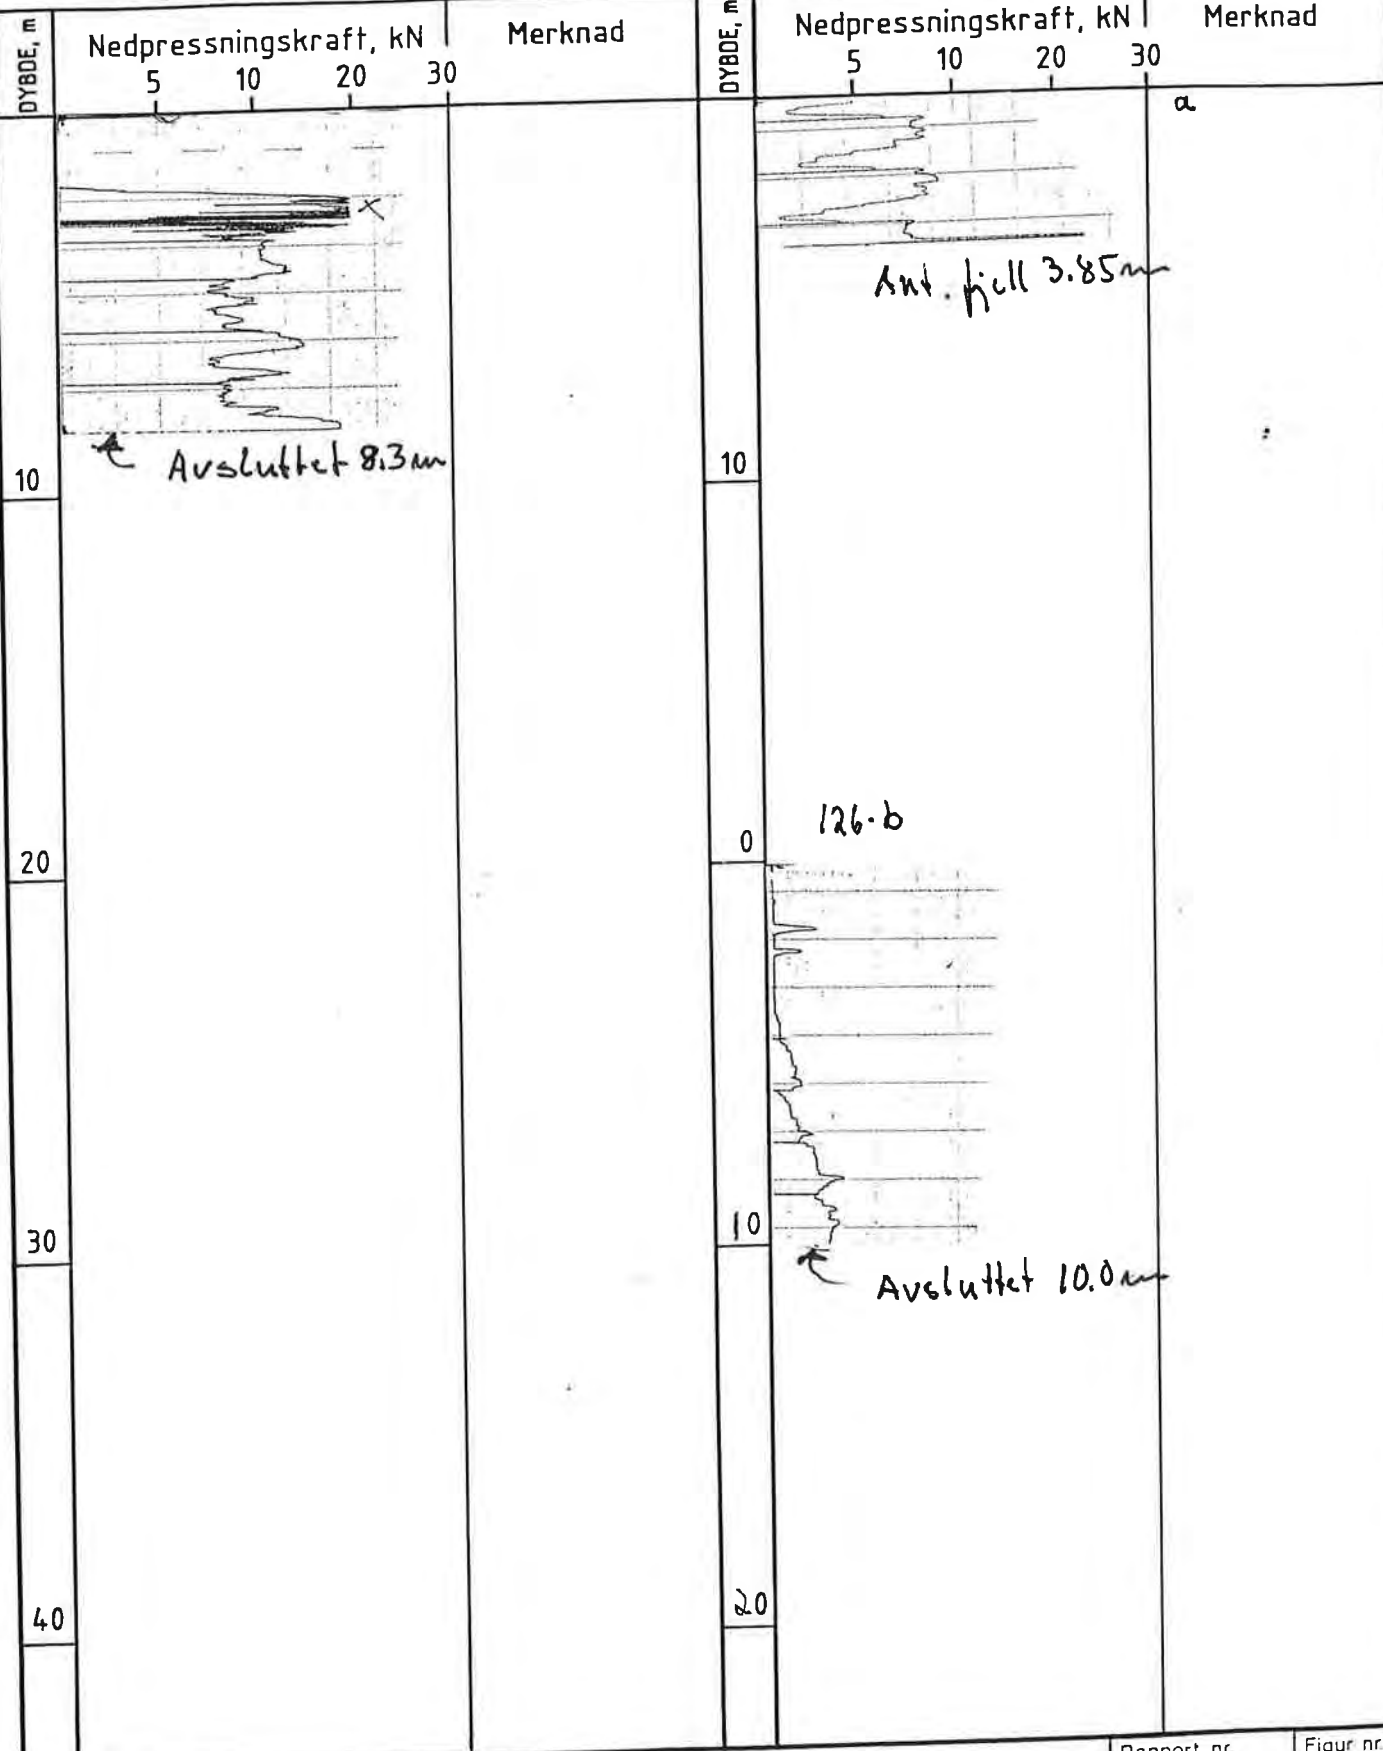 DYBDE, m
Nedpressningskraft, kN
Merknad
5 10 20 30
Avsluttet 8.3m
10
20
30
40
DYBDE, m
Nedpressningskraft, kN
Merknad
5 10 20 30
a
Ant. fjell 3.85m
10
126-b
0
10
Avsluttet 10.0m
20
Rapport nr.
Figur nr.